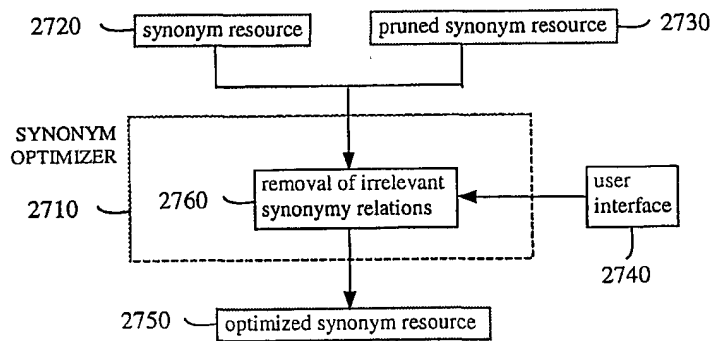 2720
synonym resource
pruned synonym resource
2730
SYNONYM
OPTIMIZER
2710
2760
removal of irrelevant
synonymy relations
user
interface
2740
2750
optimized synonym resource